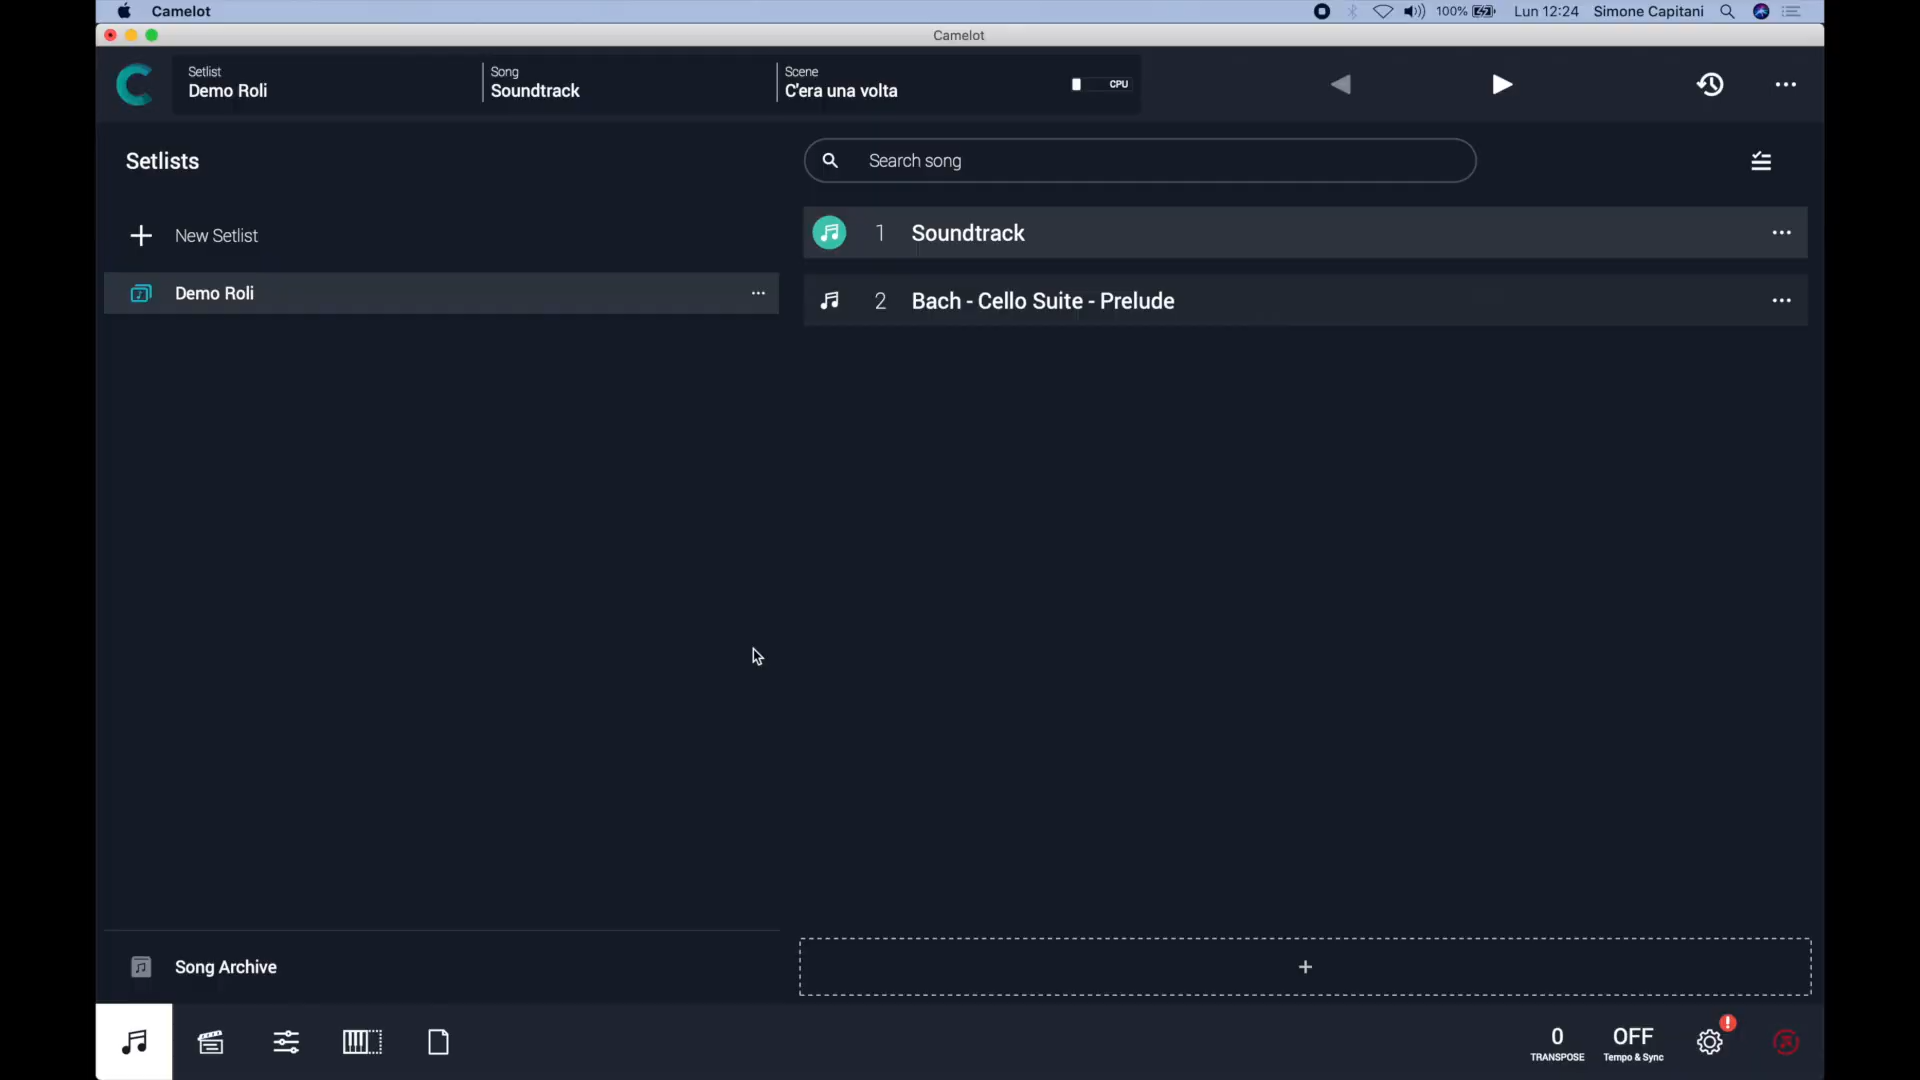 Camelot
100%
Lun 12:24
Simone Capitani
Camelot
Setlist
Demo Roli
Song
Soundtrack
Scene
C'era una volta
CPU
Setlists
Search song
New Setlist
Demo Roli
1 Soundtrack
2 Bach - Cello Suite - Prelude
Song Archive
+
0
TRANSPOSE
OFF
Tempo & Sync